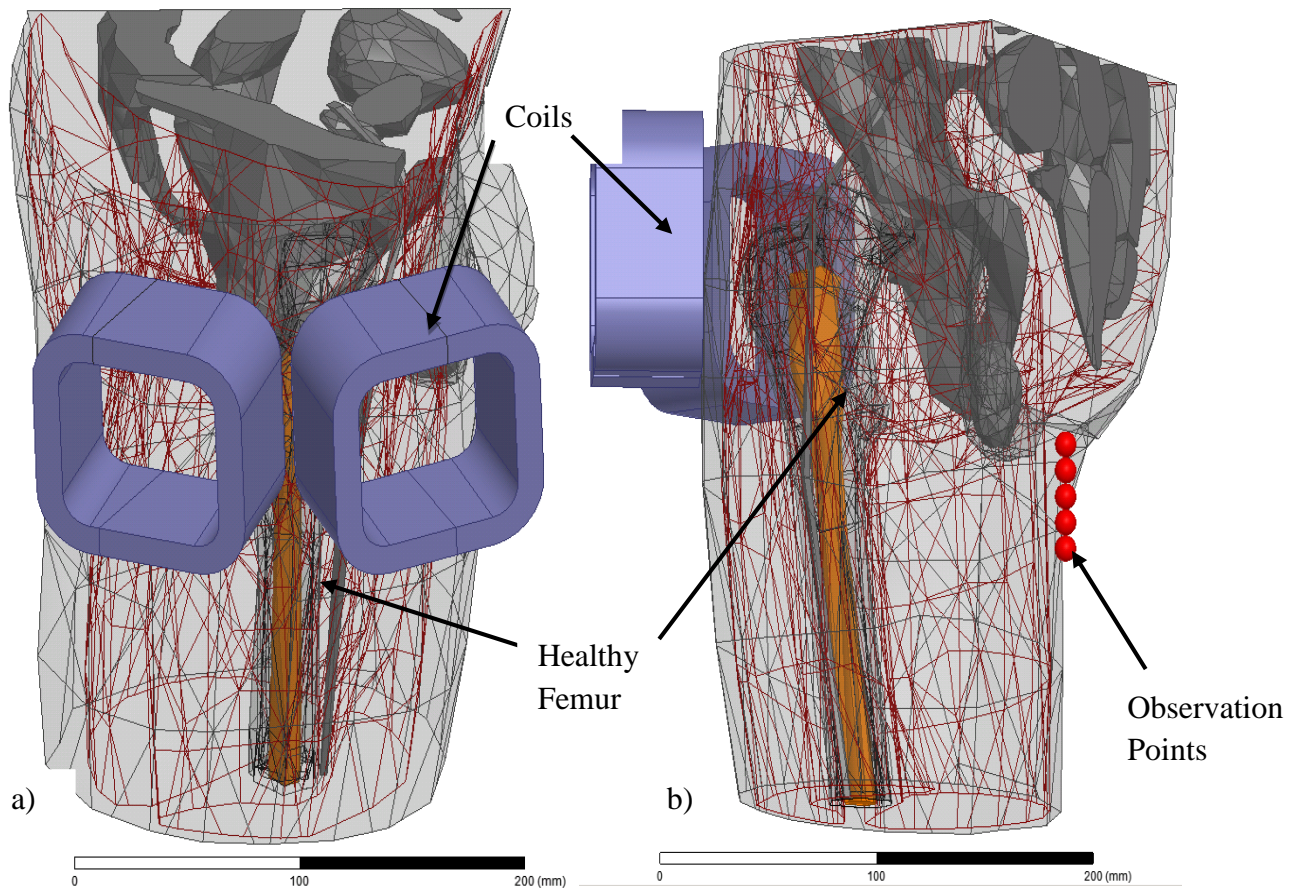 Coils
Healthy
Femur
Observation
Points
a)
b)
0 100 200 (mm)
0 100 200 (mm)